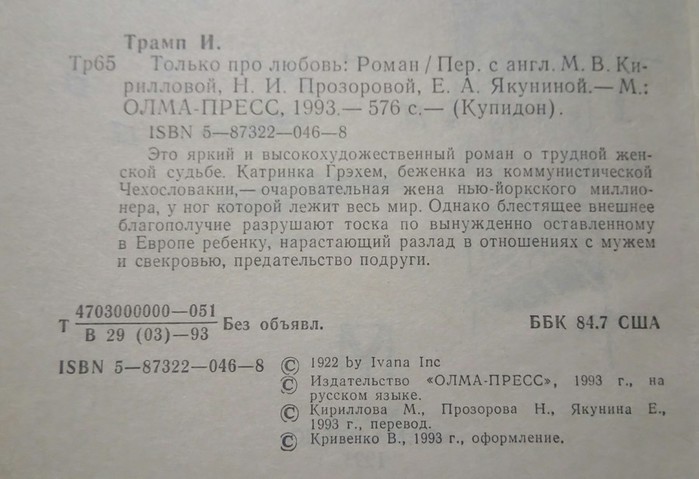 Трамп И.
Тр65 Только про любовь: Роман / Пер. с англ. М. В. Ки-
рилловой, Н. И. Прозоровой, Е. А. Якуниной.— М.:
ОЛМА-ПРЕСС, 1993.— 576 с.— (Купидон).
ISBN 5—87322—046—8
Это яркий и высокохудожественный роман о трудной жен-
ской судьбе. Катринка Грэхем, беженка из коммунистической
Чехословакии,— очаровательная жена нью-йоркского миллио-
нера, у ног которой лежит весь мир. Однако блестящее внешнее
благополучие разрушают тоска по вынужденно оставленному
в Европе ребенку, нарастающий разлад в отношениях с мужем
и свекровью, предательство подруги.
4703000000—051
Т Без объявл. ББК 84.7 США
В 29 (03)—93
ISBN 5—87322—046—8 © 1922 by Ivana Inc
© Издательство «ОЛМА-ПРЕСС», 1993 г., на
русском языке.
© Кириллова М., Прозорова Н., Якунина Е.,
1993 г., перевод.
© Кривенко В., 1993 г., оформление.